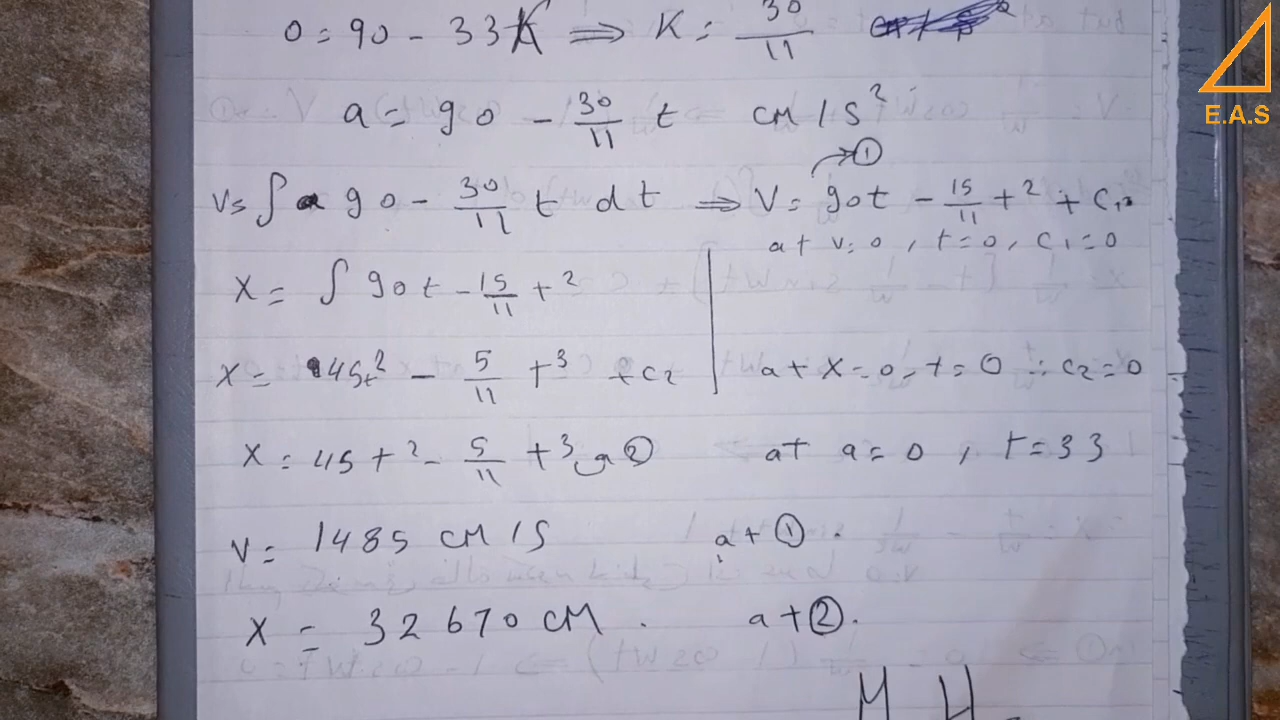 0 = 90 - 33K ⇒ K = 30/11
E.A.S
a = 90 - 30/11 t CM/S²
V = ∫ 90 - 30/11 t dt ⇒ V = 90t - 15/11 t² + C₁ → ①
at v=0, t=0, C₁=0
X = ∫ 90t - 15/11 t²
X = 45t² - 5/11 t³ + C₂ at X=0, t=0 ∴ C₂=0
X = 45t² - 5/11 t³ → ② at a=0, t=33
V = 1485 CM/S at ①.
X = 32670 CM. at ②.
M H